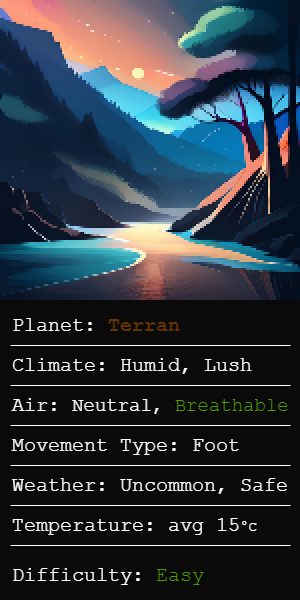 Planet: Terran
Climate: Humid, Lush
Air: Neutral, Breathable
Movement Type: Foot
Weather: Uncommon, Safe
Temperature: avg 15°c
Difficulty: Easy